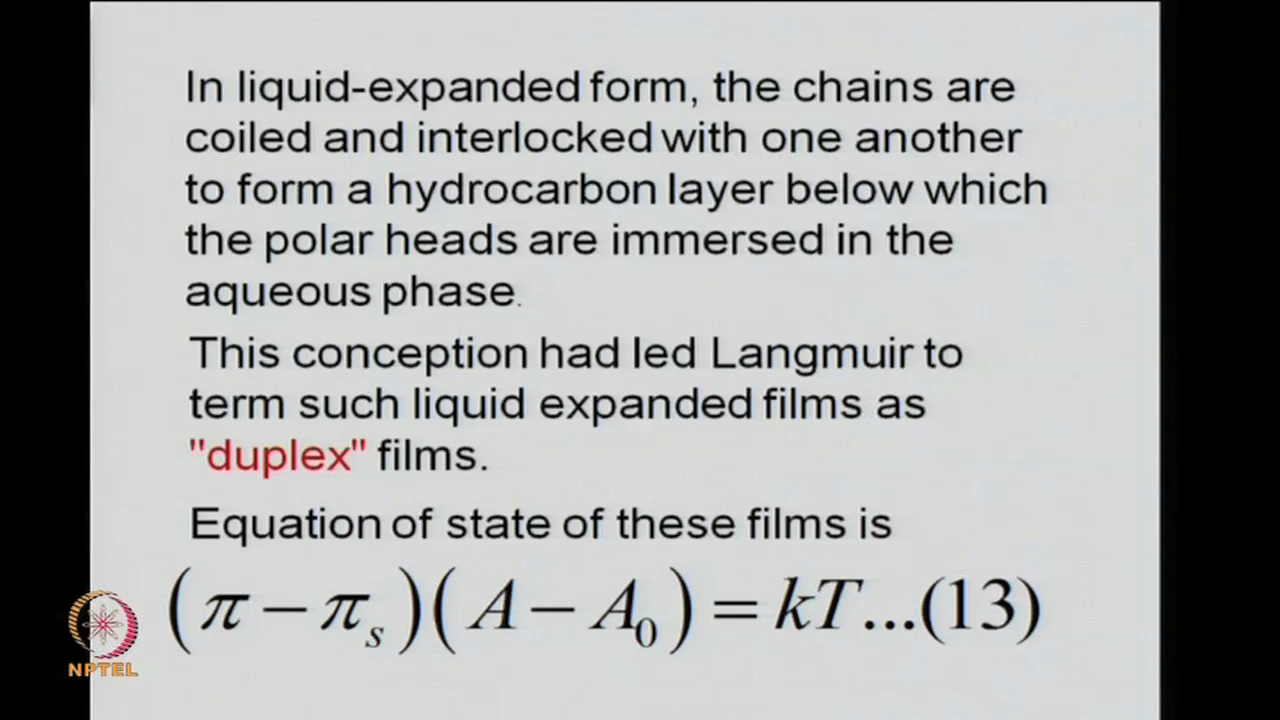 In liquid-expanded form, the chains are
coiled and interlocked with one another
to form a hydrocarbon layer below which
the polar heads are immersed in the
aqueous phase.
This conception had led Langmuir to
term such liquid expanded films as
"duplex" films.
Equation of state of these films is
(π − πₛ)(A − A₀) = kT...(13)
NPTEL